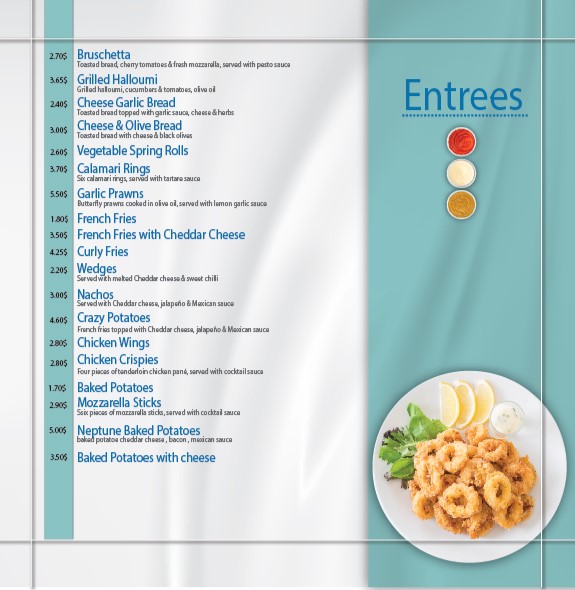 2.70$ Bruschetta
Toasted bread, cherry tomatoes & fresh mozzarella, served with pesto sauce
3.65$ Grilled Halloumi
Grilled halloumi, cucumbers & tomatoes, olive oil
2.40$ Cheese Garlic Bread
Toasted bread topped with garlic sauce, cheese & herbs
3.00$ Cheese & Olive Bread
Toasted bread with cheese & black olives
2.60$ Vegetable Spring Rolls
3.70$ Calamari Rings
Six calamari rings, served with tartare sauce
5.50$ Garlic Prawns
Butterfly prawns cooked in olive oil, served with lemon garlic sauce
1.80$ French Fries
3.50$ French Fries with Cheddar Cheese
4.25$ Curly Fries
2.20$ Wedges
Served with melted Cheddar cheese & sweet chilli
3.00$ Nachos
Served with Cheddar cheese, jalapeño & Mexican sauce
4.60$ Crazy Potatoes
French fries topped with Cheddar cheese, jalapeño & Mexican sauce
2.80$ Chicken Wings
2.80$ Chicken Crispies
Four pieces of tenderloin chicken pané, served with cocktail sauce
1.70$ Baked Potatoes
2.90$ Mozzarella Sticks
Ssix pieces of mozzarella sticks, served with cocktail sauce
5.00$ Neptune Baked Potatoes
baked potatoe cheddar cheese , bacon , mexican sauce
3.50$ Baked Potatoes with cheese
Entrees